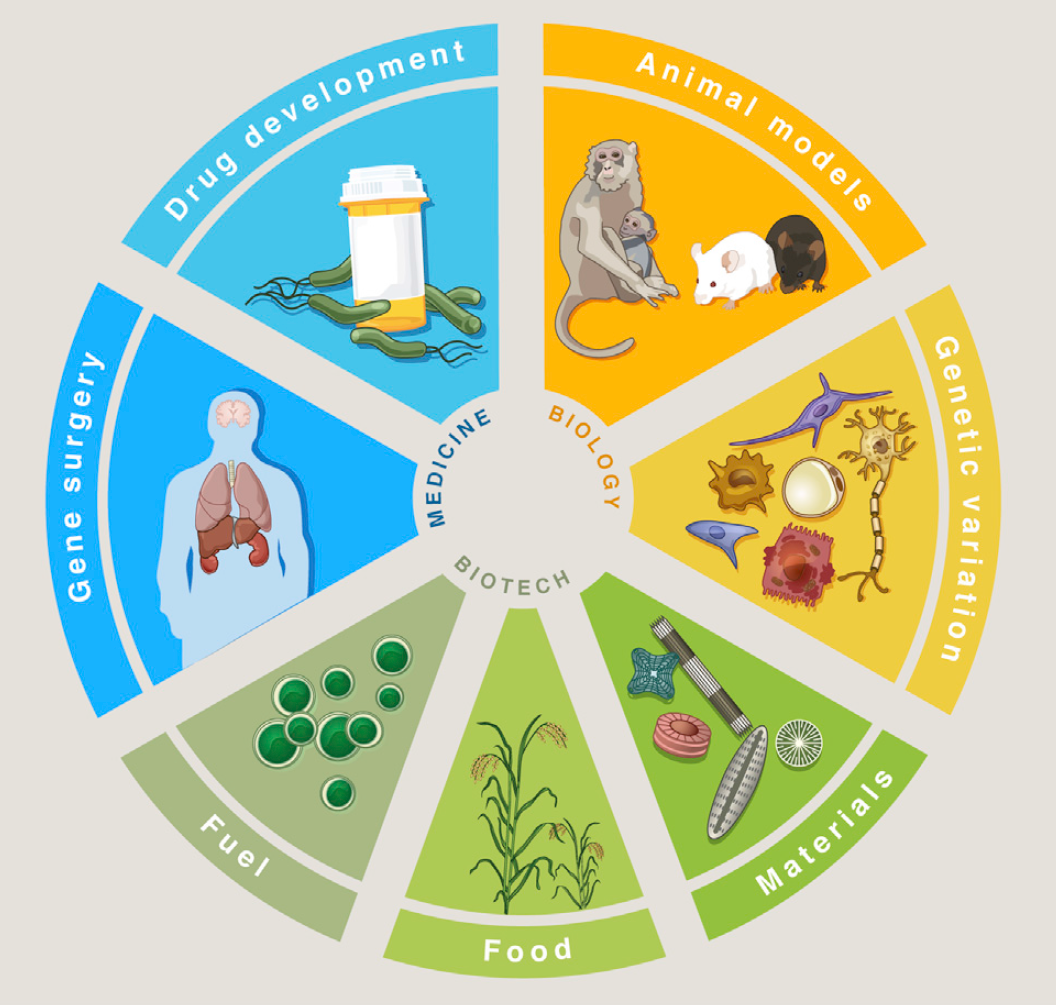 Drug development
Animal models
Gene surgery
Genetic variation
MEDICINE
BIOLOGY
BIOTECH
Fuel
Food
Materials